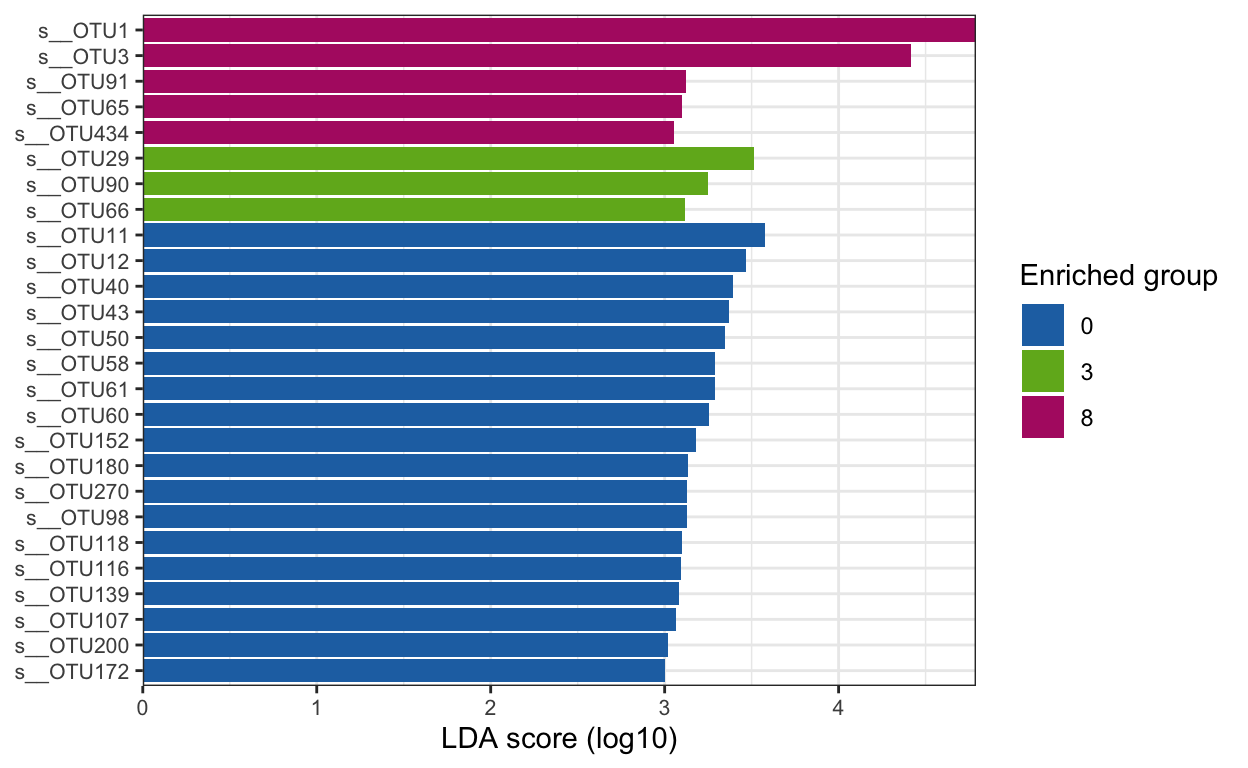 s__OTU1
s__OTU3
s__OTU91
s__OTU65
s__OTU434
s__OTU29
s__OTU90
s__OTU66
s__OTU11
s__OTU12
s__OTU40
s__OTU43
s__OTU50
s__OTU58
s__OTU61
s__OTU60
s__OTU152
s__OTU180
s__OTU270
s__OTU98
s__OTU118
s__OTU116
s__OTU139
s__OTU107
s__OTU200
s__OTU172
0 1 2 3 4
LDA score (log10)
Enriched group
0
3
8